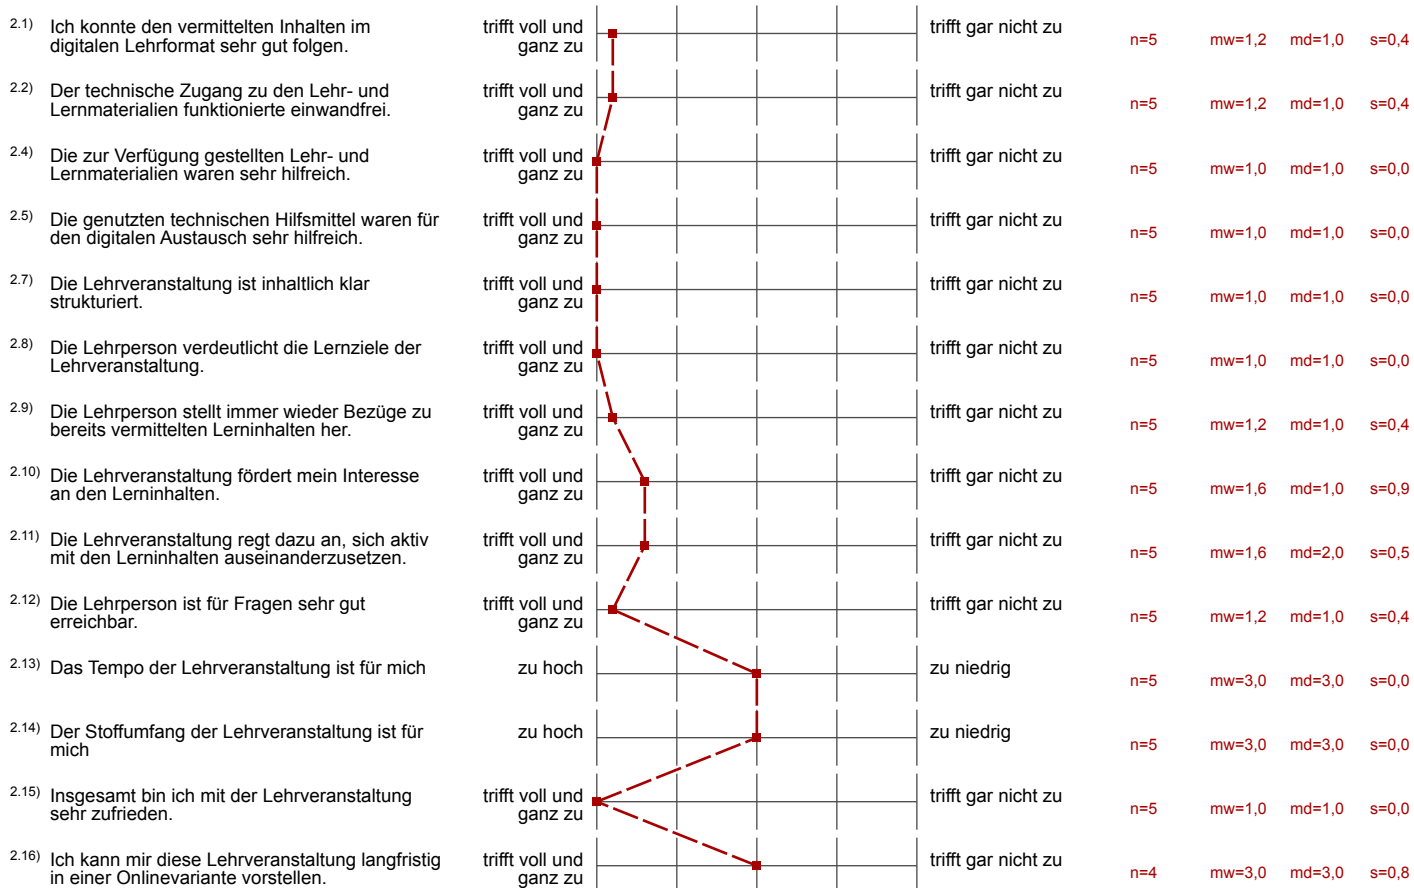 2.1) Ich konnte den vermittelten Inhalten im
digitalen Lehrformat sehr gut folgen.
trifft voll und
ganz zu
trifft gar nicht zu
n=5 mw=1,2 md=1,0 s=0,4
2.2) Der technische Zugang zu den Lehr- und
Lernmaterialien funktionierte einwandfrei.
trifft voll und
ganz zu
trifft gar nicht zu
n=5 mw=1,2 md=1,0 s=0,4
2.4) Die zur Verfügung gestellten Lehr- und
Lernmaterialien waren sehr hilfreich.
trifft voll und
ganz zu
trifft gar nicht zu
n=5 mw=1,0 md=1,0 s=0,0
2.5) Die genutzten technischen Hilfsmittel waren für
den digitalen Austausch sehr hilfreich.
trifft voll und
ganz zu
trifft gar nicht zu
n=5 mw=1,0 md=1,0 s=0,0
2.7) Die Lehrveranstaltung ist inhaltlich klar
strukturiert.
trifft voll und
ganz zu
trifft gar nicht zu
n=5 mw=1,0 md=1,0 s=0,0
2.8) Die Lehrperson verdeutlicht die Lernziele der
Lehrveranstaltung.
trifft voll und
ganz zu
trifft gar nicht zu
n=5 mw=1,0 md=1,0 s=0,0
2.9) Die Lehrperson stellt immer wieder Bezüge zu
bereits vermittelten Lerninhalten her.
trifft voll und
ganz zu
trifft gar nicht zu
n=5 mw=1,2 md=1,0 s=0,4
2.10) Die Lehrveranstaltung fördert mein Interesse
an den Lerninhalten.
trifft voll und
ganz zu
trifft gar nicht zu
n=5 mw=1,6 md=1,0 s=0,9
2.11) Die Lehrveranstaltung regt dazu an, sich aktiv
mit den Lerninhalten auseinanderzusetzen.
trifft voll und
ganz zu
trifft gar nicht zu
n=5 mw=1,6 md=2,0 s=0,5
2.12) Die Lehrperson ist für Fragen sehr gut
erreichbar.
trifft voll und
ganz zu
trifft gar nicht zu
n=5 mw=1,2 md=1,0 s=0,4
2.13) Das Tempo der Lehrveranstaltung ist für mich
zu hoch
zu niedrig
n=5 mw=3,0 md=3,0 s=0,0
2.14) Der Stoffumfang der Lehrveranstaltung ist für
mich
zu hoch
zu niedrig
n=5 mw=3,0 md=3,0 s=0,0
2.15) Insgesamt bin ich mit der Lehrveranstaltung
sehr zufrieden.
trifft voll und
ganz zu
trifft gar nicht zu
n=5 mw=1,0 md=1,0 s=0,0
2.16) Ich kann mir diese Lehrveranstaltung langfristig
in einer Onlinevariante vorstellen.
trifft voll und
ganz zu
trifft gar nicht zu
n=4 mw=3,0 md=3,0 s=0,8